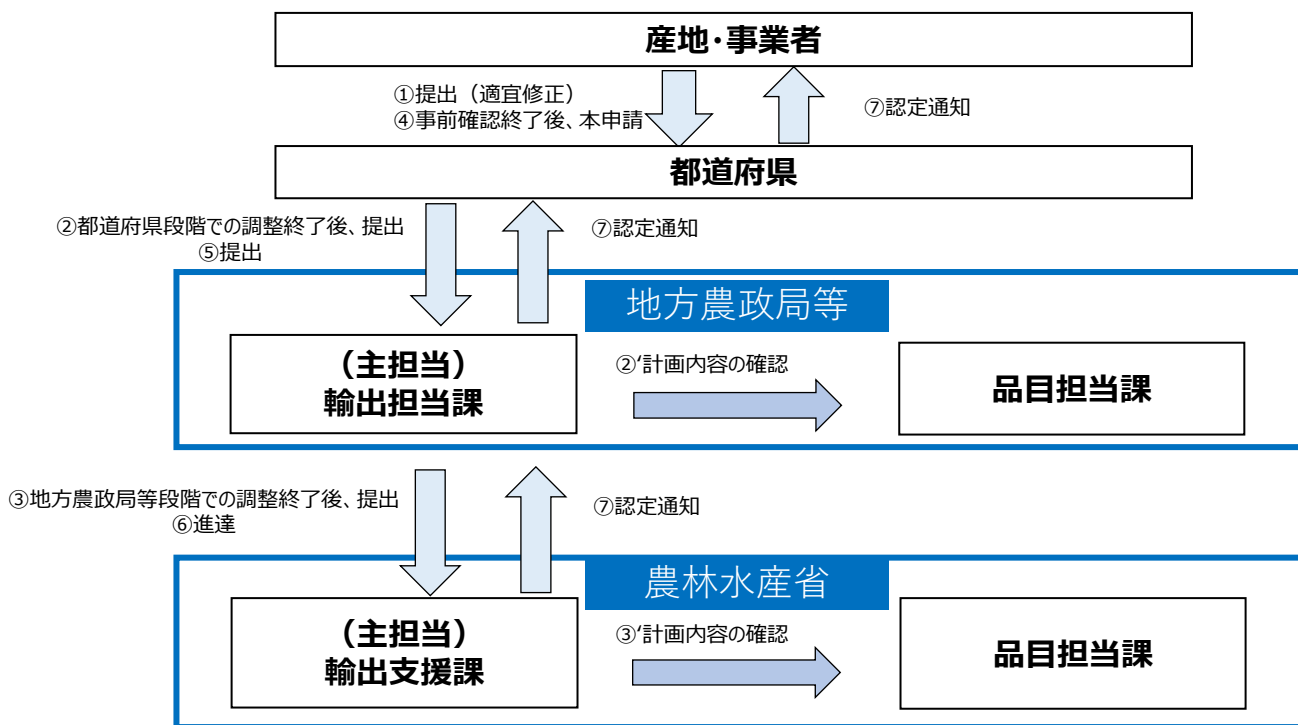 産地・事業者
①提出（適宜修正）
④事前確認終了後、本申請
⑦認定通知
都道府県
②都道府県段階での調整終了後、提出
⑤提出
⑦認定通知
地方農政局等
（主担当）
輸出担当課
②‘計画内容の確認
品目担当課
③地方農政局等段階での調整終了後、提出
⑥進達
⑦認定通知
農林水産省
（主担当）
輸出支援課
③‘計画内容の確認
品目担当課